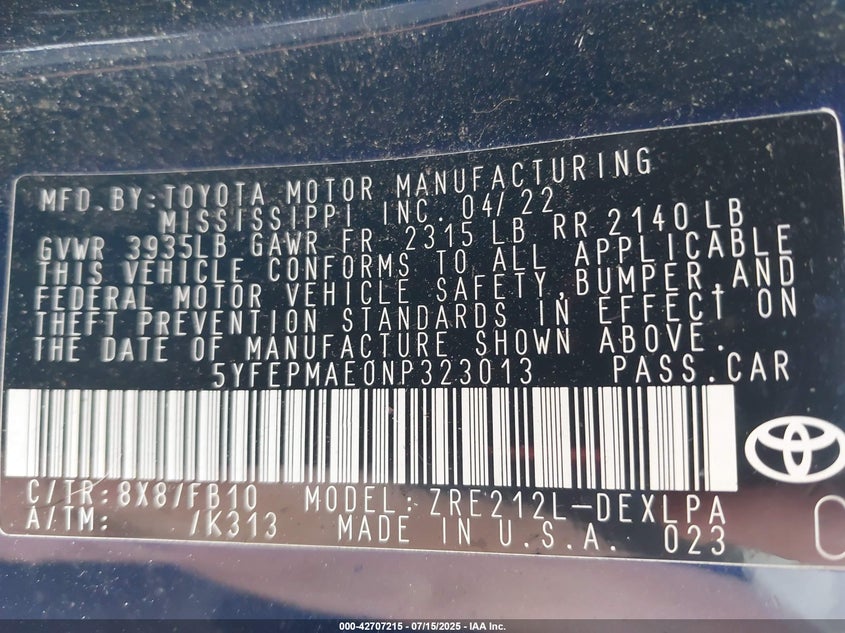 MFD.BY:TOYOTA MOTOR MANUFACTURING
MISSISSIPPI INC. 04/22
GVWR 3935LB GAWR FR 2315 LB RR 2140 LB
THIS VEHICLE CONFORMS TO ALL APPLICABLE
FEDERAL MOTOR VEHICLE SAFETY, BUMPER, AND
THEFT PREVENTION STANDARDS IN EFFECT ON
THE DATE OF MANUFACTURE SHOWN ABOVE.
5YFEPMAE0NP323013 PASS.CAR
C/TR: 8X8/FB10 MODEL: ZRE212L-DEXLPA
A/TM: /K313 MADE IN U.S.A. 023
000-42707215 - 07/15/2025 - IAA Inc.